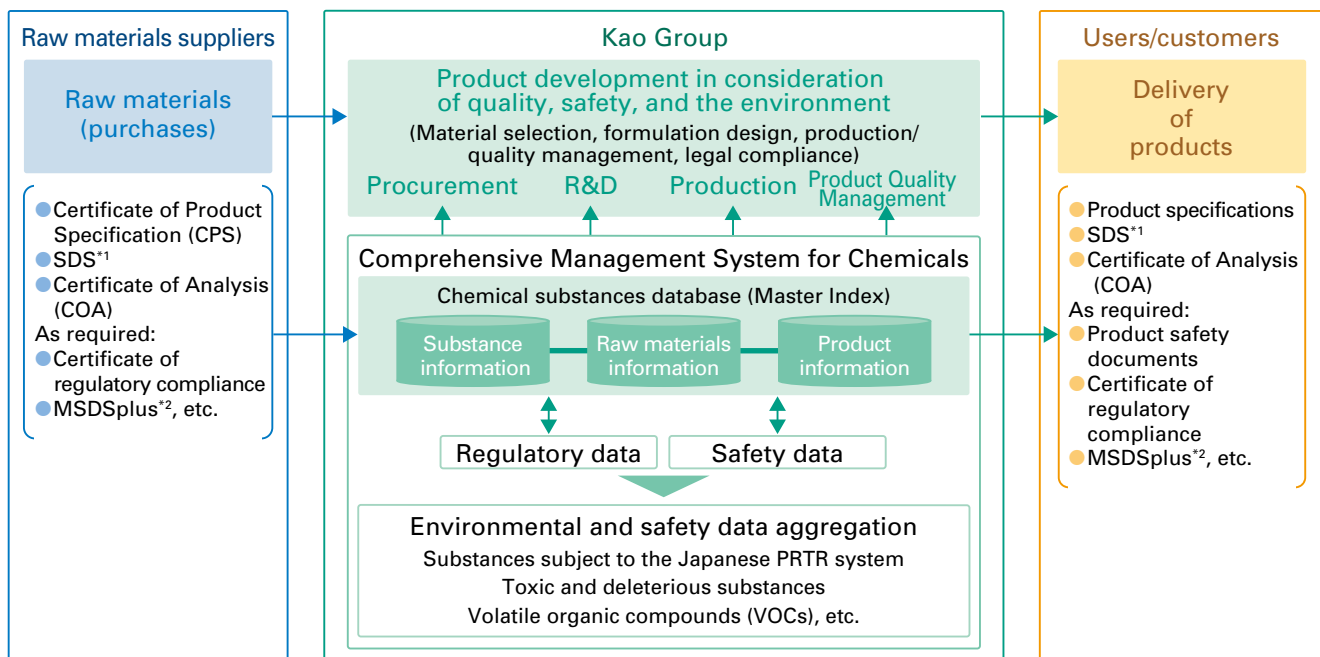 Raw materials suppliers
Raw materials
(purchases)
●Certificate of Product
Specification (CPS)
●SDS*1
●Certificate of Analysis
(COA)
As required:
●Certificate of
regulatory compliance
●MSDSplus*2, etc.
Kao Group
Product development in consideration
of quality, safety, and the environment
(Material selection, formulation design, production/
quality management, legal compliance)
Procurement
R&D
Production
Product Quality
Management
Comprehensive Management System for Chemicals
Chemical substances database (Master Index)
Substance
information
Raw materials
information
Product
information
Regulatory data
Safety data
Environmental and safety data aggregation
Substances subject to the Japanese PRTR system
Toxic and deleterious substances
Volatile organic compounds (VOCs), etc.
Users/customers
Delivery
of
products
●Product specifications
●SDS*1
●Certificate of Analysis
(COA)
As required:
●Product safety
documents
●Certificate of
regulatory
compliance
●MSDSplus*2, etc.